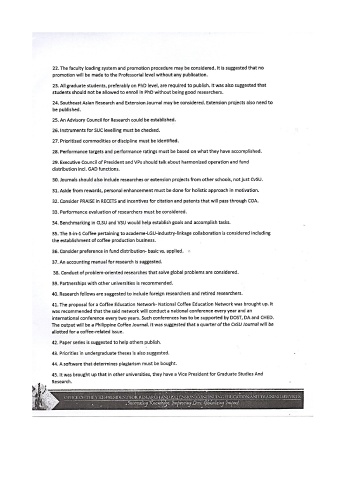 22. The faculty loading system and promotion procedure may be considered. It is suggested that no
promotion will be made to the Professorial level without any publication.
23. All graduate students, preferably on PhD level, are required to publish. It was also suggested that
students should not be allowed to enroll in PhD without being good researchers.
24. Southeast Asian Research and Extension Journal may be considered. Extension projects also need to
be published.
25. An Advisory Council for Research could be established.
26. Instruments for SUC levelling must be checked.
27. Prioritized commodities or discipline must be identified.
28. Performance targets and performance ratings must be based on what they have accomplished.
29. Executive Council of President and VPs should talk about harmonized operation and fund
distribution incl. GAD functions.
30. Journals should also include researches or extension projects from other schools, not just CvSU.
31. Aside from rewards, personal enhancement must be done for holistic approach in motivation.
32. Consider PRAISE in RECETS and incentives for citation and patents that will pass through COA.
33. Performance evaluation of researchers must be considered.
34. Benchmarking in CLSU and VSU would help establish goals and accomplish tasks.
35. The 9-in-1 Coffee pertaining to academe-LGU-industry-linkage collaboration is considered including
the establishment of coffee production business.
36. Consider preference in fund distribution- basic vs. applied.
37. An accounting manual for research is suggested.
38. Conduct of problem-oriented researches that solve global problems are considered.
39. Partnerships with other universities is recommended.
40. Research fellows are suggested to include foreign researchers and retired researchers.
41. The proposal for a Coffee Education Network- National Coffee Education Network was brought up. It
was recommended that the said network will conduct a national conference every year and an
international conference every two years. Such conferences has to be supported by DOST, DA and CHED.
The output will be a Philippine Coffee Journal. It was suggested that a quarter of the CvSU Journal will be
allotted for a coffee-related issue.
42. Paper series is suggested to help others publish.
43. Priorities in undergraduate theses is also suggested.
44. A software that determines plagiarism must be bought.
45. It was brought up that in other universities, they have a Vice President for Graduate Studies And
Research.
OFFICE OF THE VICE PRESIDENT FOR RESEARCH AND EXTENSION, CONTINUING EDUCATION AND TRAINING SERVICES